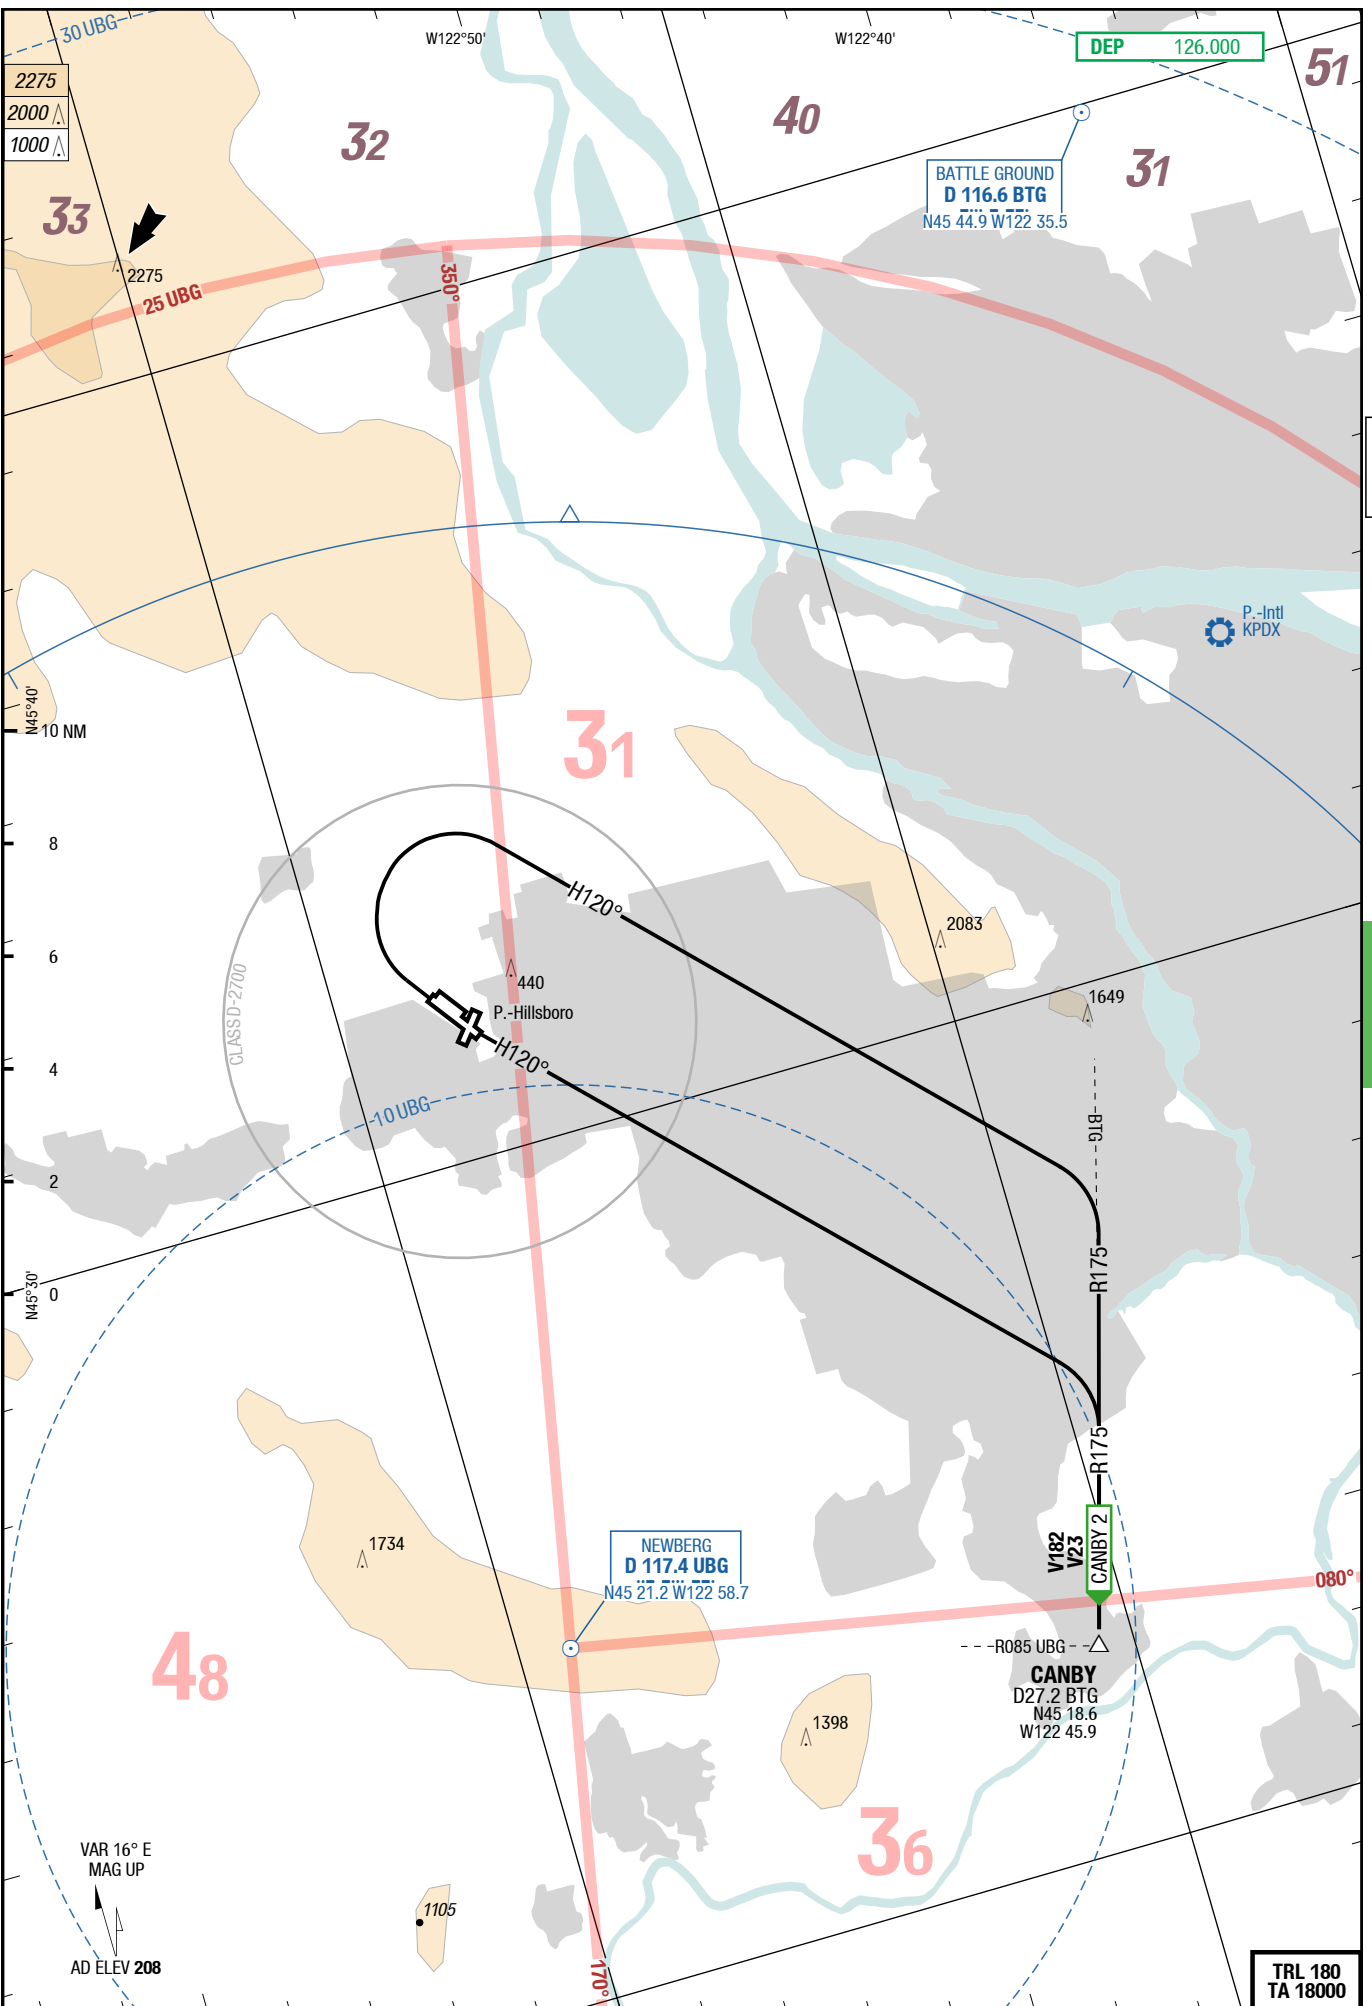 30 UBG
W122°50'
W122°40'
DEP 126.000
51
2275
2000
1000
32
40
31
BATTLE GROUND
D 116.6 BTG
N45 44.9 W122 35.5
33
2275
25 UBG
350°
P.-Intl
KPDX
N45°40'
10 NM
31
8
H120°
2083
6
440
1649
P.-Hillsboro
CLASS D-2700
H120°
4
10 UBG
BTG
2
R175
N45°30'
0
R175
1734
NEWBERG
D 117.4 UBG
N45 21.2 W122 58.7
V182
V23
CANBY 2
080°
48
R085 UBG
CANBY
D27.2 BTG
N45 18.6
W122 45.9
1398
36
VAR 16° E
MAG UP
1105
AD ELEV 208
170°
TRL 180
TA 18000